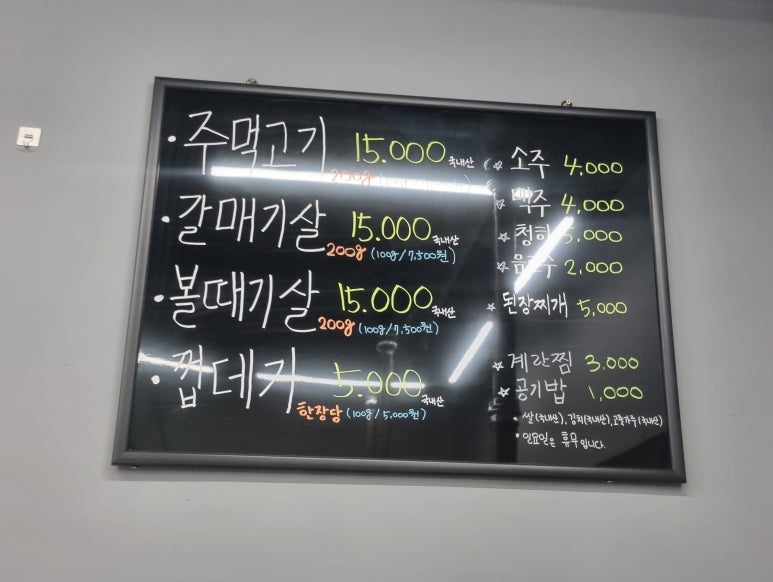 · 주먹고기 15.000 국내산
200g
· 갈매기살 15.000 국내산
200g (100g/7,500원)
· 볼때기살 15.000 국내산
200g (100g/7,500원)
· 껍데기 5.000 국내산
한장당 (100g/5,000원)
☆ 소주 4,000
☆ 맥주 4,000
☆ 청하
☆ 2,000
☆ 된장찌개 5,000
☆ 계란찜 3,000
☆ 공기밥 1,000
· 쌀(국내산), 김치(국내산), 고춧가루(국내산)
· 일요일은 휴무입니다.